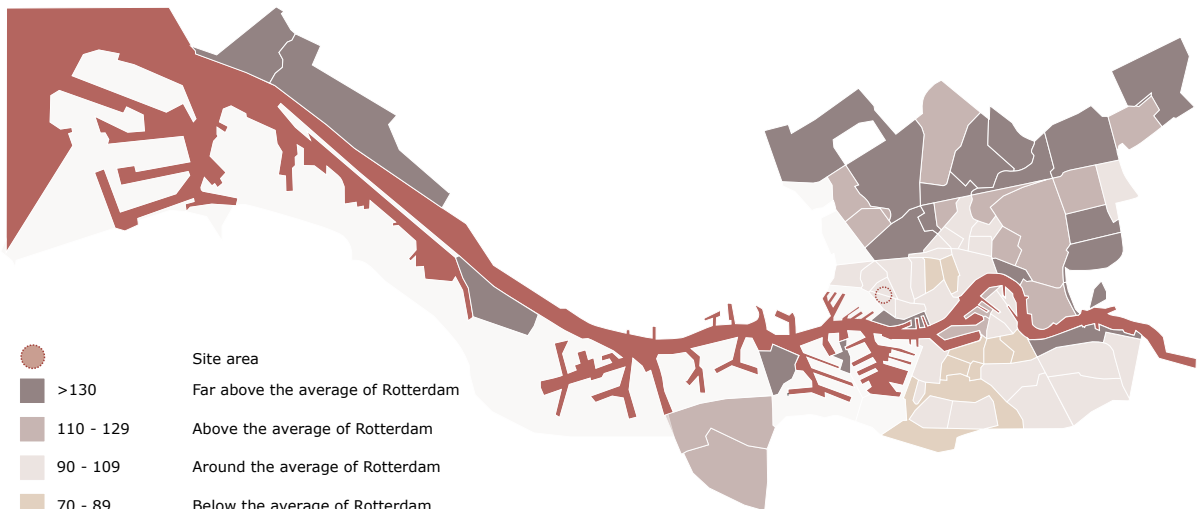 Site area
>130 Far above the average of Rotterdam
110 - 129 Above the average of Rotterdam
90 - 109 Around the average of Rotterdam
70 - 89 Below the average of Rotterdam